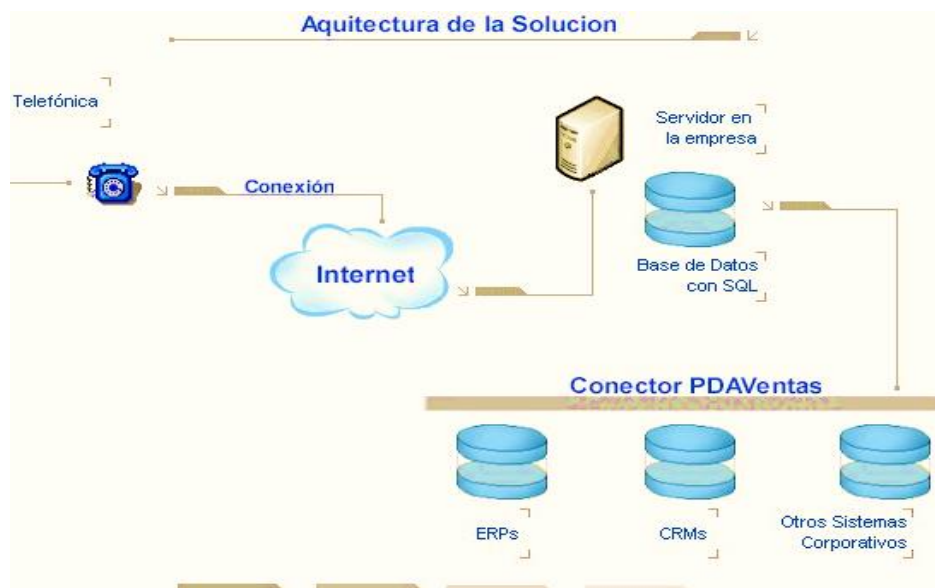 Aquitectura de la Solucion
Telefónica
Servidor en
la empresa
Conexión
Internet
Base de Datos
con SQL
Conector PDAVentas
ERPs
CRMs
Otros Sistemas
Corporativos